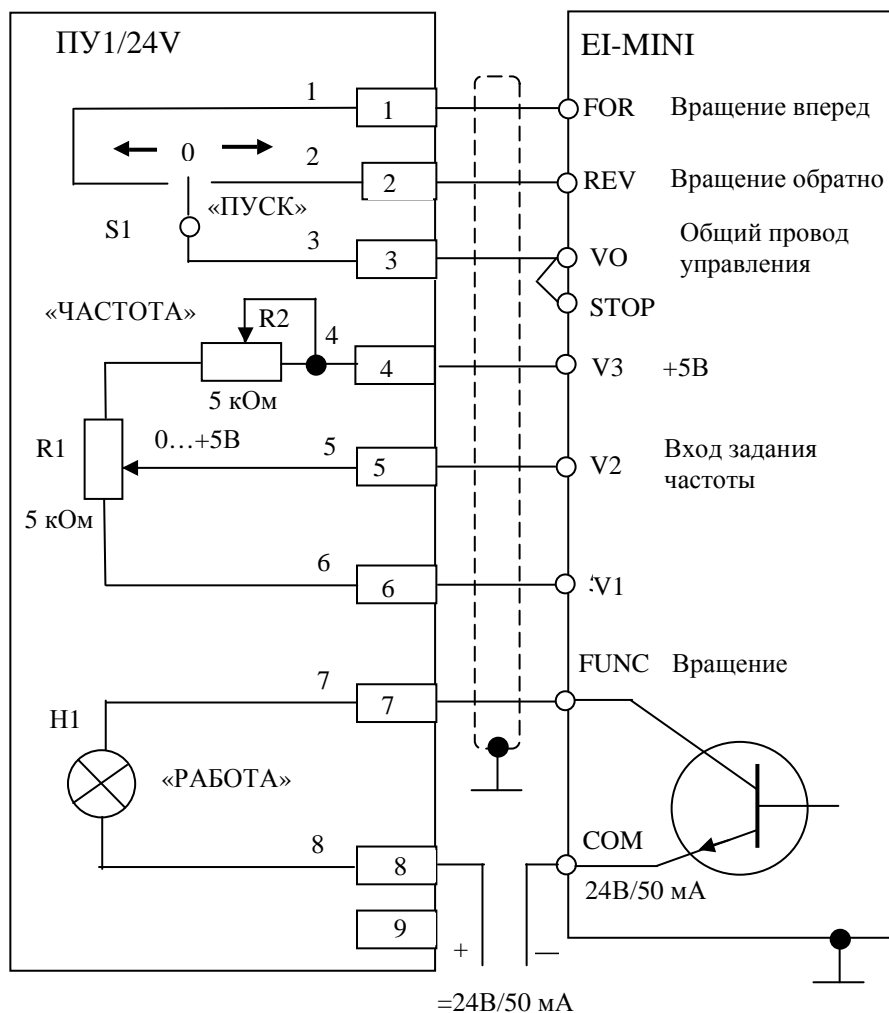 ПУ1/24V
EI-MINI
1
1
FOR
Вращение вперед
0
2
2
REV
Вращение обратно
«ПУСК»
S1
3
3
VO
Общий провод
управления
STOP
«ЧАСТОТА»
R2
4
4
V3
+5В
5 кОм
R1
0…+5В
5
5
V2
Вход задания
частоты
5 кОм
6
6
V1
FUNC
Вращение
7
7
H1
«РАБОТА»
8
8
COM
24В/50 мА
9
+
—
=24В/50 мА